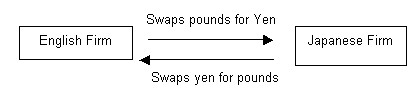 Swaps pounds for Yen
English Firm
Japanese Firm
Swaps yen for pounds